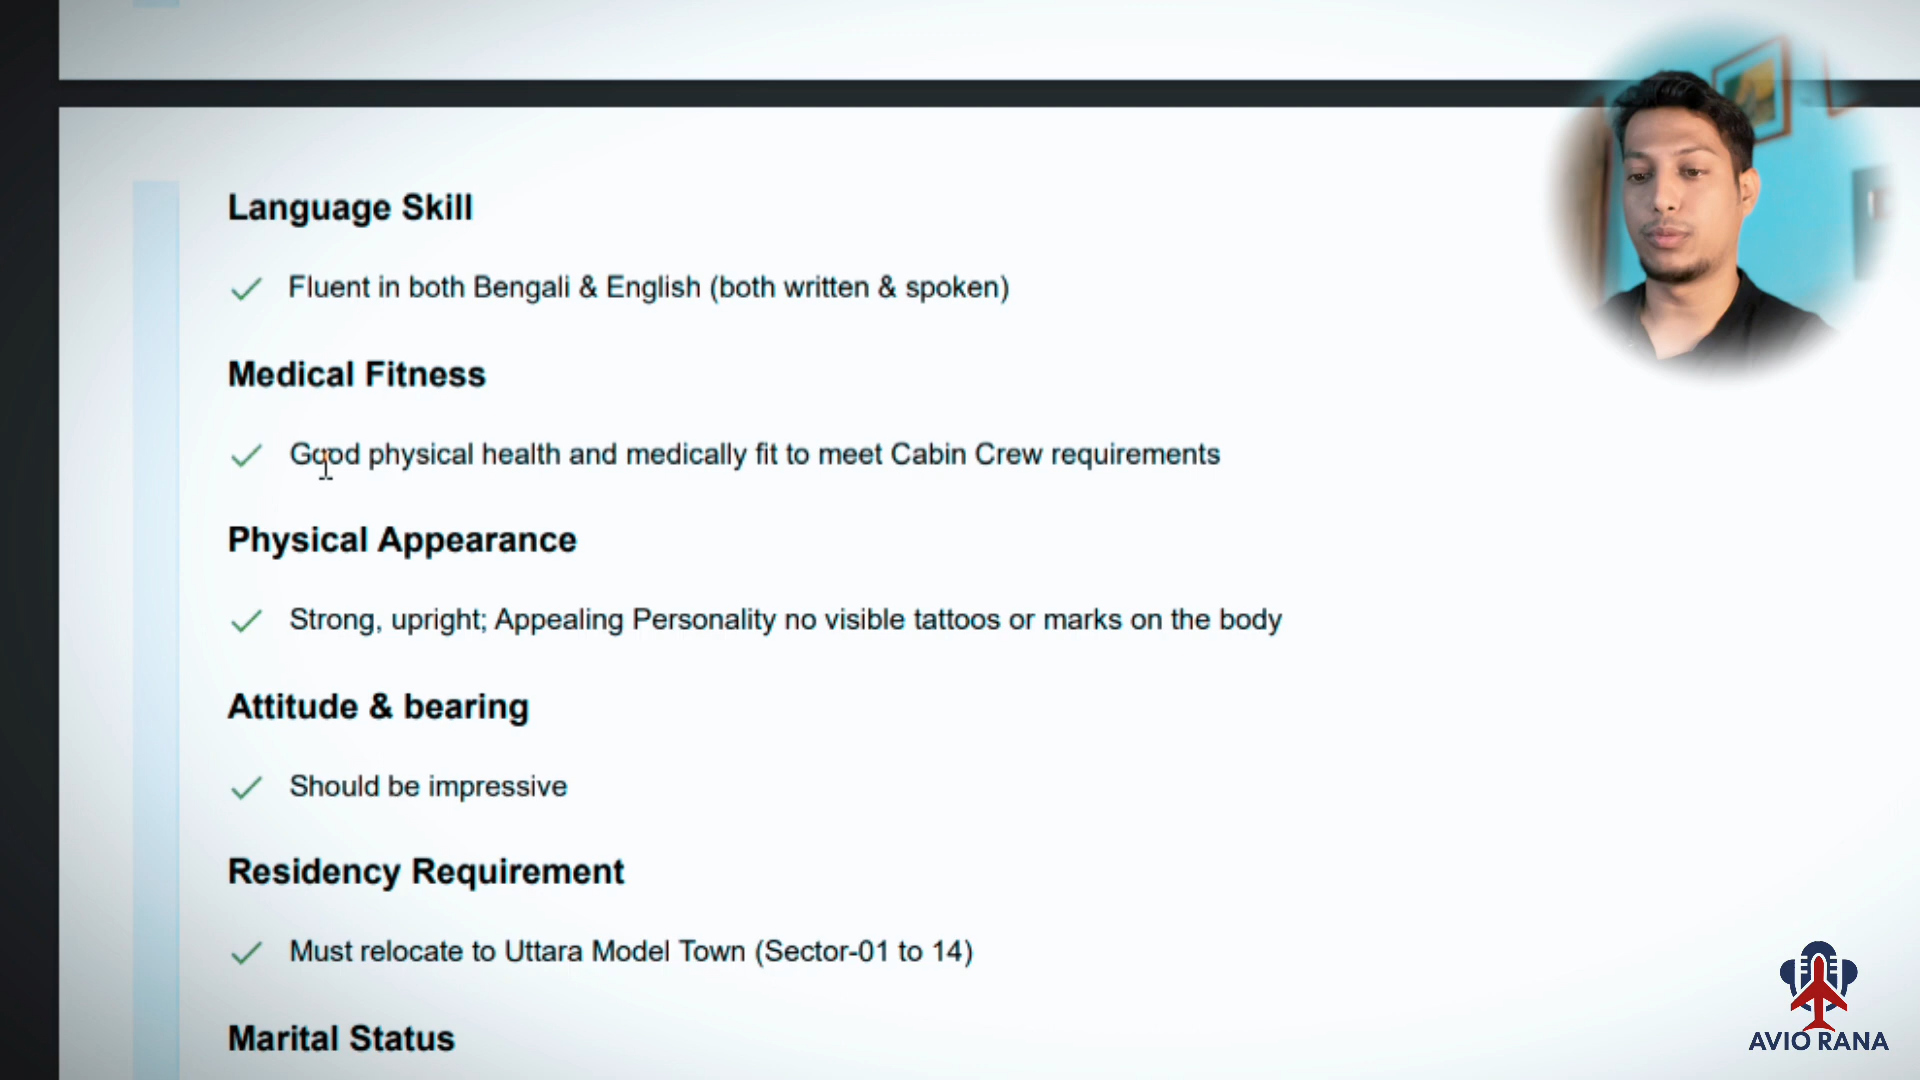 Language Skill
Fluent in both Bengali & English (both written & spoken)
Medical Fitness
Good physical health and medically fit to meet Cabin Crew requirements
Physical Appearance
Strong, upright; Appealing Personality no visible tattoos or marks on the body
Attitude & bearing
Should be impressive
Residency Requirement
Must relocate to Uttara Model Town (Sector-01 to 14)
Marital Status
AVIO RANA